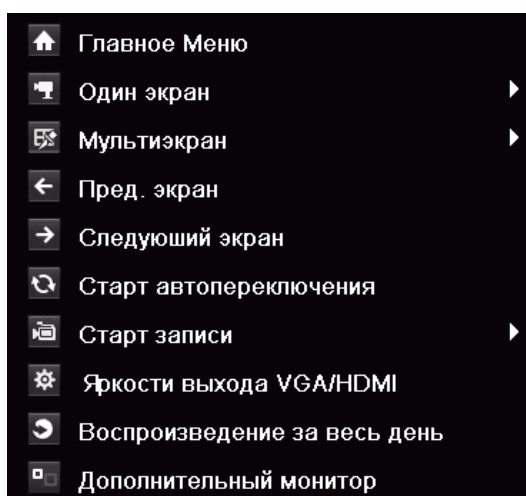 Главное Меню
Один экран
Мультиэкран
Пред. экран
Следуюший экран
Старт автопереключения
Старт записи
Яркости выхода VGA/HDMI
Воспроизведение за весь день
Дополнительный монитор